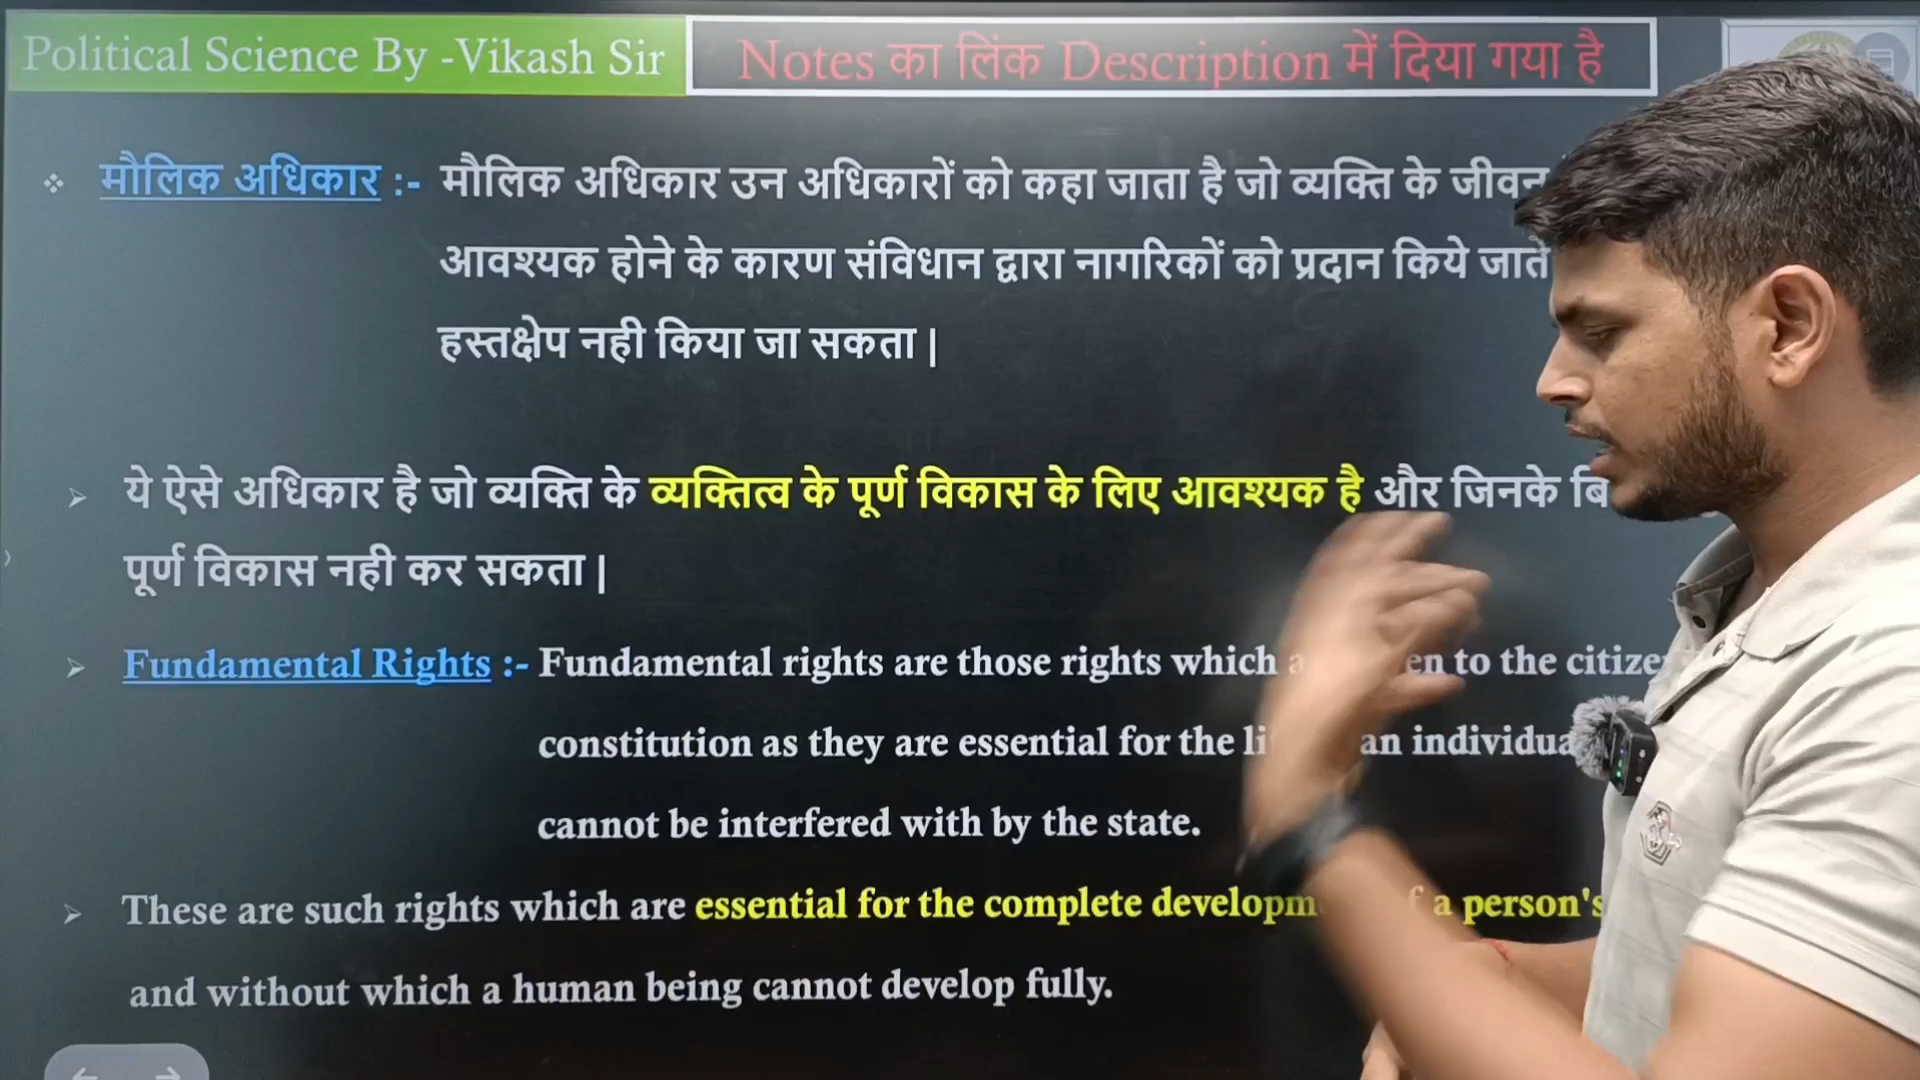 Political Science By -Vikash Sir
Notes का लिंक Description में दिया गया है
मौलिक अधिकार :- मौलिक अधिकार उन अधिकारों को कहा जाता है जो व्यक्ति के जीवन
आवश्यक होने के कारण संविधान द्वारा नागरिकों को प्रदान किये जाते
हस्तक्षेप नही किया जा सकता |
ये ऐसे अधिकार है जो व्यक्ति के व्यक्तित्व के पूर्ण विकास के लिए आवश्यक है और जिनके
पूर्ण विकास नही कर सकता |
Fundamental Rights :- Fundamental rights are those rights which to the
constitution as they are essential for the an
cannot be interfered with by the state.
These are such rights which are essential for the complete a person's
and without which a human being cannot develop fully.